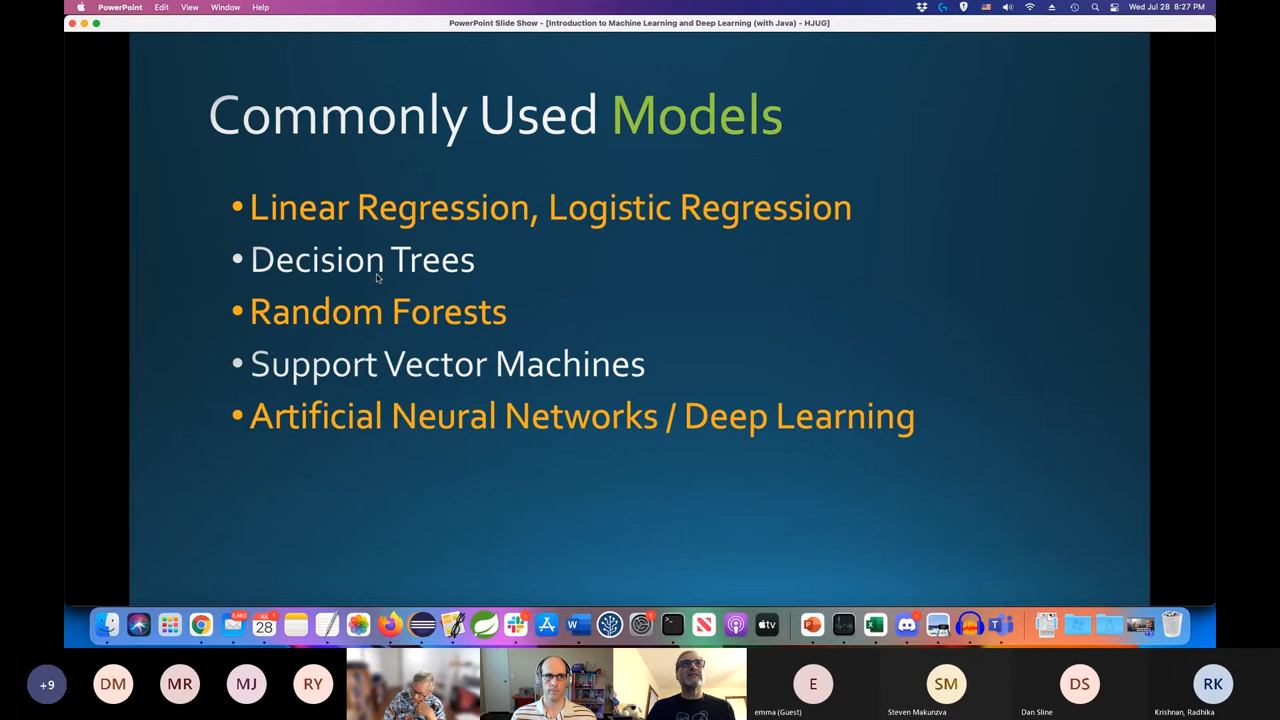 PowerPoint Edit View Window Help Wed Jul 28 8:27 PM
PowerPoint Slide Show - [Introduction to Machine Learning and Deep Learning (with Java) - HJUG]
Commonly Used Models
•Linear Regression, Logistic Regression
•Decision Trees
•Random Forests
•Support Vector Machines
•Artificial Neural Networks / Deep Learning
JUL
28
tv
+9
DM
MR
MJ
RY
E
SM
DS
RK
emma (Guest)
Steven Makunzva
Dan Sline
Krishnan, Radhika